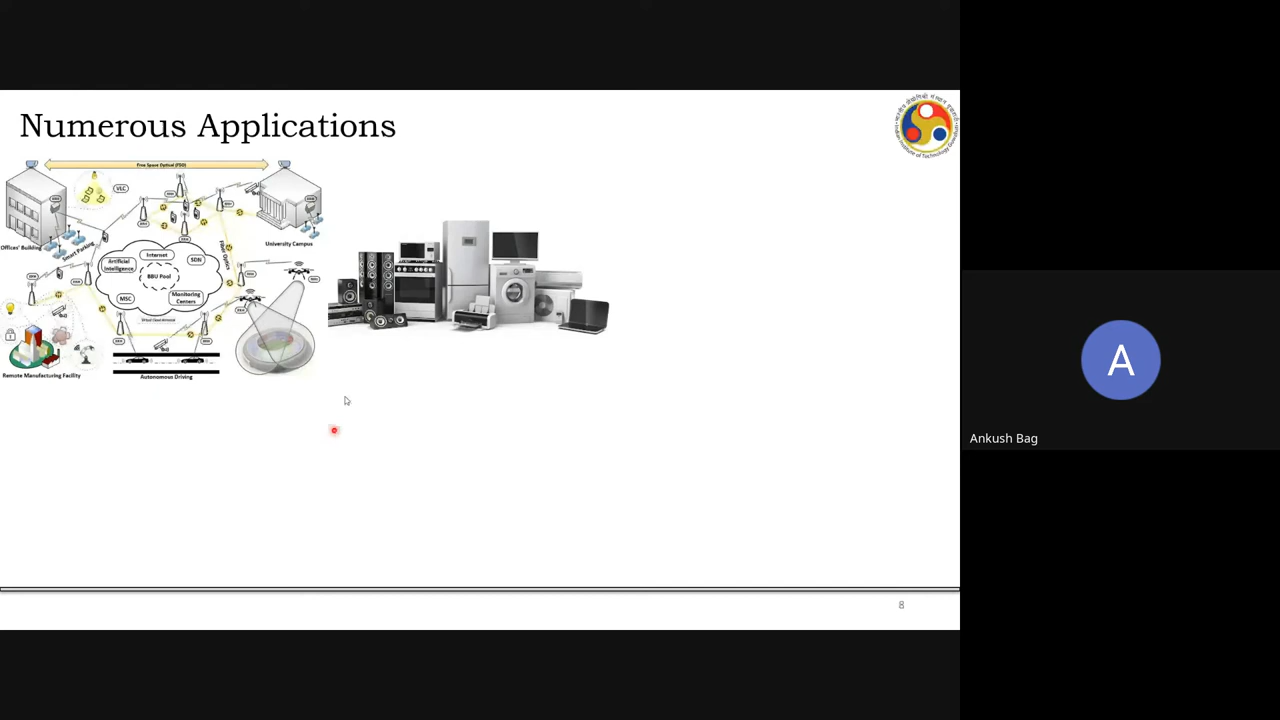 Numerous Applications
Free Space Optical (FSO)
VLC
Offices' Building
Smart Parking
University Campus
Fiber Optics
Internet
Artificial
Intelligence
SDN
BBU Pool
MSC
Monitoring
Centers
Remote Manufacturing Facility
Autonomous Driving
Ankush Bag
A
8